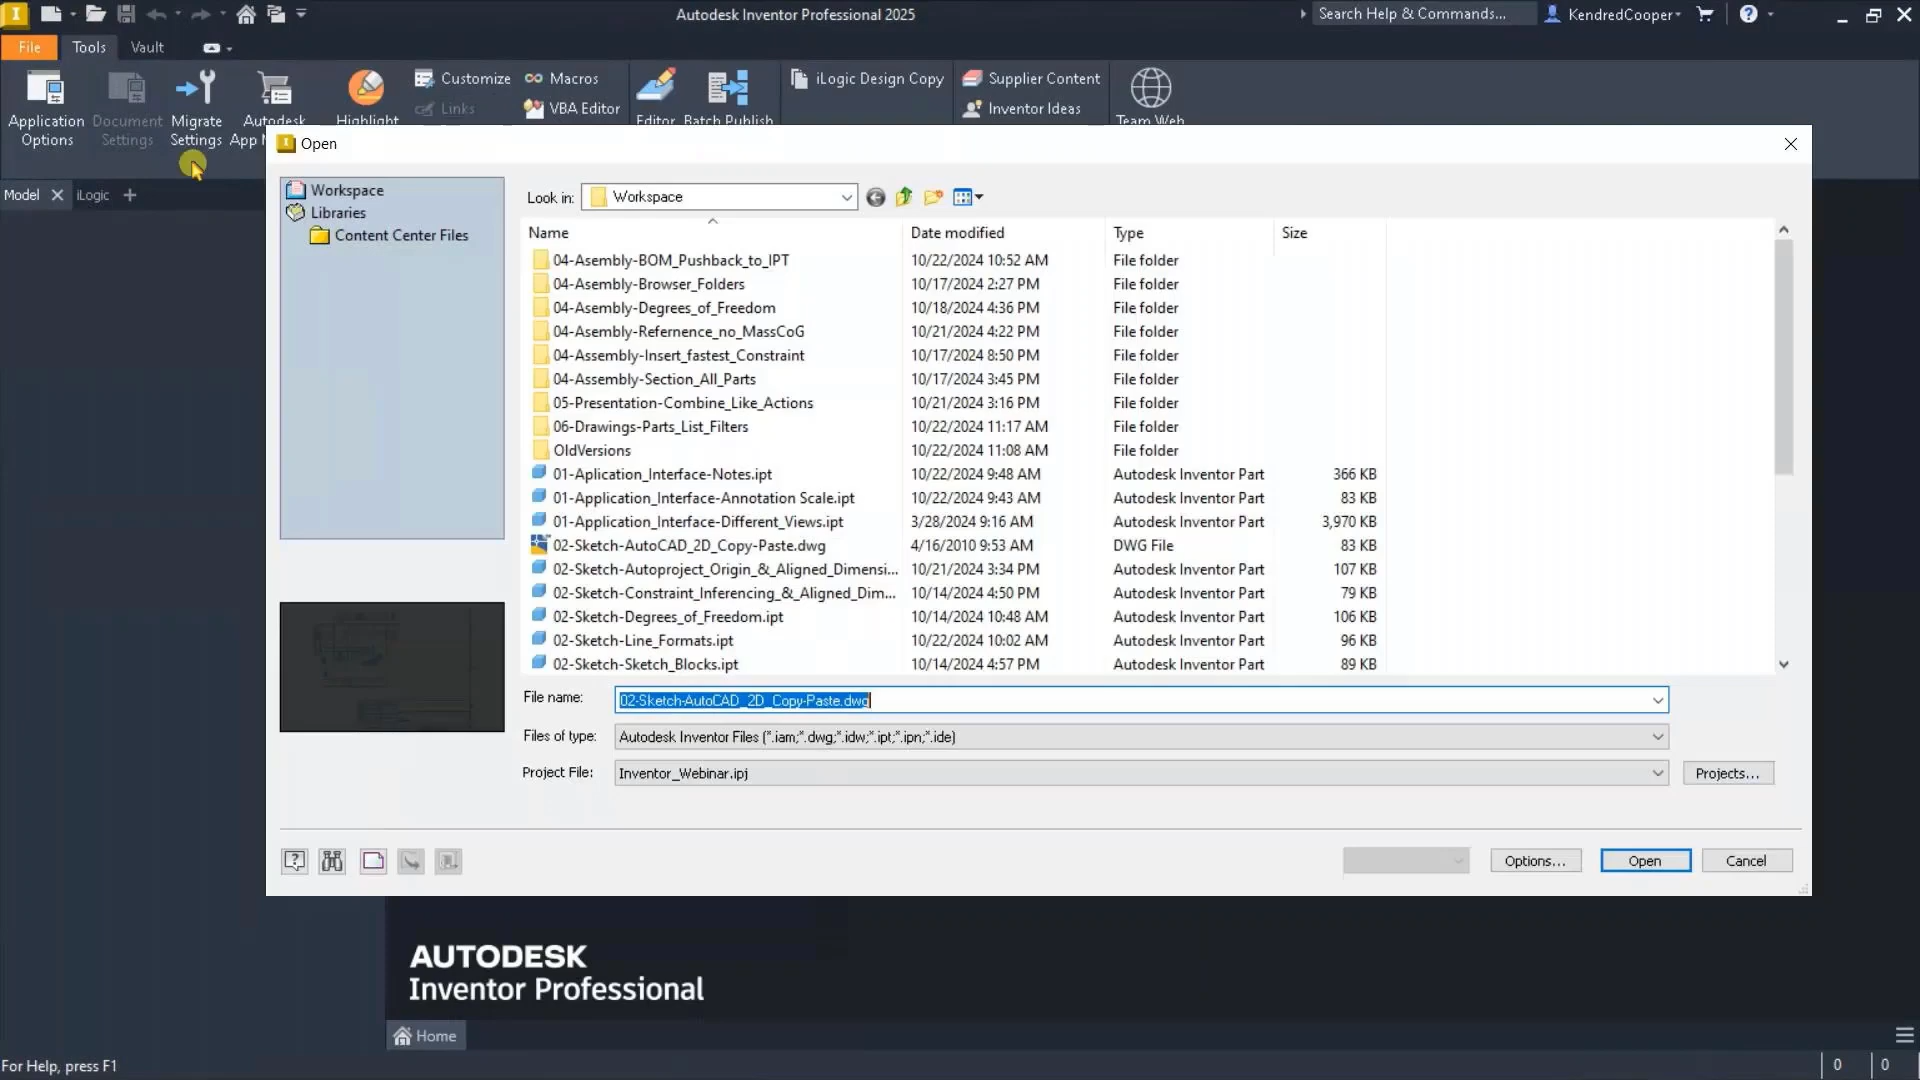 Autodesk Inventor Professional 2025
Search Help & Commands...
KendredCooper
File
Tools
Vault
Application Options
Document Settings
Migrate Settings
Autodesk
App
Highlight
Customize
Links
Macros
VBA Editor
Editor
Batch Publish
iLogic Design Copy
Supplier Content
Inventor Ideas
Team Web
Model
iLogic
Open
Workspace
Libraries
Content Center Files
Look in: Workspace
Name Date modified Type Size
04-Asembly-BOM_Pushback_to_IPT 10/22/2024 10:52 AM File folder
04-Asembly-Browser_Folders 10/17/2024 2:27 PM File folder
04-Asembly-Degrees_of_Freedom 10/18/2024 4:36 PM File folder
04-Asembly-Refernence_no_MassCoG 10/21/2024 4:22 PM File folder
04-Assembly-Insert_fastest_Constraint 10/17/2024 8:50 PM File folder
04-Assembly-Section_All_Parts 10/17/2024 3:45 PM File folder
05-Presentation-Combine_Like_Actions 10/21/2024 3:16 PM File folder
06-Drawings-Parts_List_Filters 10/22/2024 11:17 AM File folder
OldVersions 10/22/2024 11:08 AM File folder
01-Aplication_Interface-Notes.ipt 10/22/2024 9:48 AM Autodesk Inventor Part 366 KB
01-Application_Interface-Annotation Scale.ipt 10/22/2024 9:43 AM Autodesk Inventor Part 83 KB
01-Application_Interface-Different_Views.ipt 3/28/2024 9:16 AM Autodesk Inventor Part 3,970 KB
02-Sketch-AutoCAD_2D_Copy-Paste.dwg 4/16/2010 9:53 AM DWG File 83 KB
02-Sketch-Autoproject_Origin_&_Aligned_Dimensi... 10/21/2024 3:34 PM Autodesk Inventor Part 107 KB
02-Sketch-Constraint_Inferencing_&_Aligned_Dim... 10/14/2024 4:50 PM Autodesk Inventor Part 79 KB
02-Sketch-Degrees_of_Freedom.ipt 10/14/2024 10:48 AM Autodesk Inventor Part 106 KB
02-Sketch-Line_Formats.ipt 10/22/2024 10:02 AM Autodesk Inventor Part 96 KB
02-Sketch-Sketch_Blocks.ipt 10/14/2024 4:57 PM Autodesk Inventor Part 89 KB
File name: 02-Sketch-AutoCAD_2D_Copy-Paste.dwg
Files of type: Autodesk Inventor Files (*.iam;*.dwg;*.idw;*.ipt;*.ipn;*.ide)
Project File: Inventor_Webinar.ipj Projects...
Options... Open Cancel
AUTODESK
Inventor Professional
Home
For Help, press F1
0 0